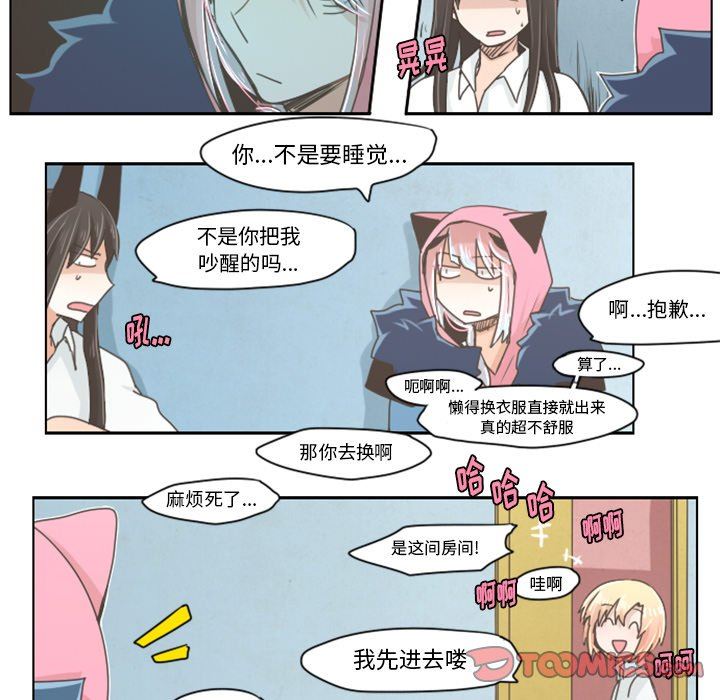 晃晃
你...不是要睡觉...
不是你把我
吵醒的吗...
吼...
啊...抱歉...
算了...
呃啊啊...
懒得换衣服直接就出来
真的超不舒服
那你去换啊
麻烦死了...
哈哈哈
啊啊
是这间房间!
啊啊
哇啊
我先进去喽
呵呵
TOOMICS